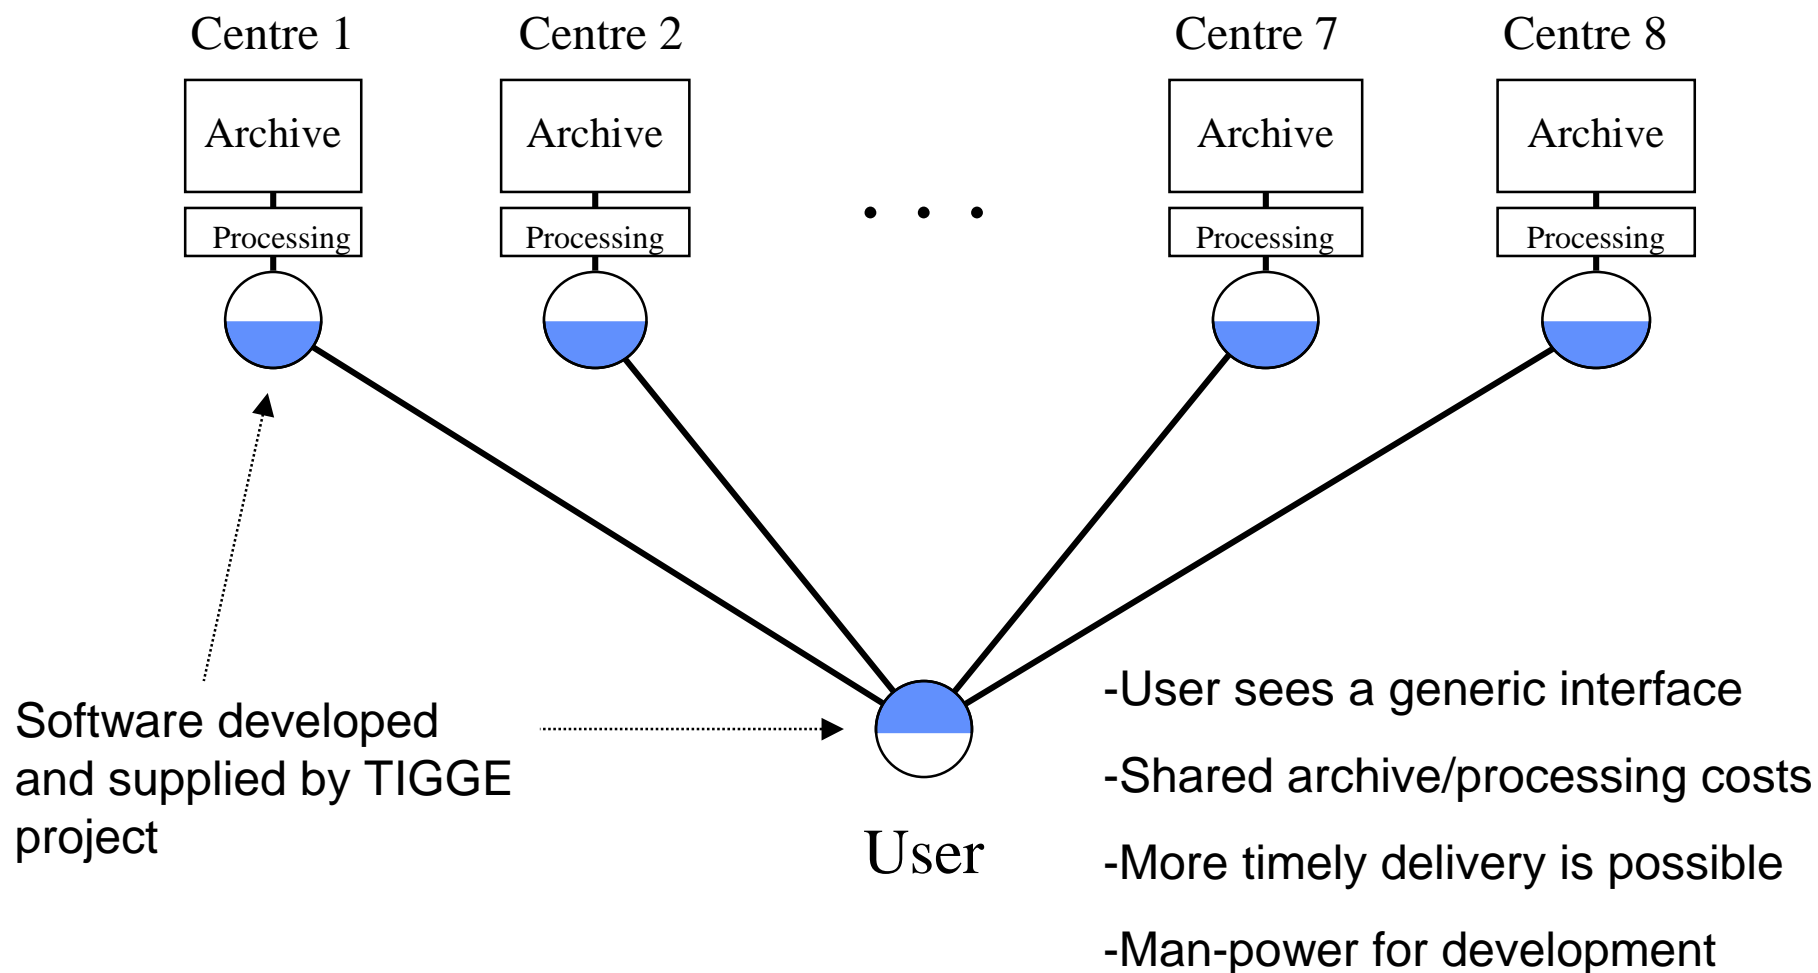 Centre 1
Centre 2
Centre 7
Centre 8
Archive
Archive
Archive
Archive
. . .
Processing
Processing
Processing
Processing
Software developed
and supplied by TIGGE
project
User
-User sees a generic interface
-Shared archive/processing costs
-More timely delivery is possible
-Man-power for development